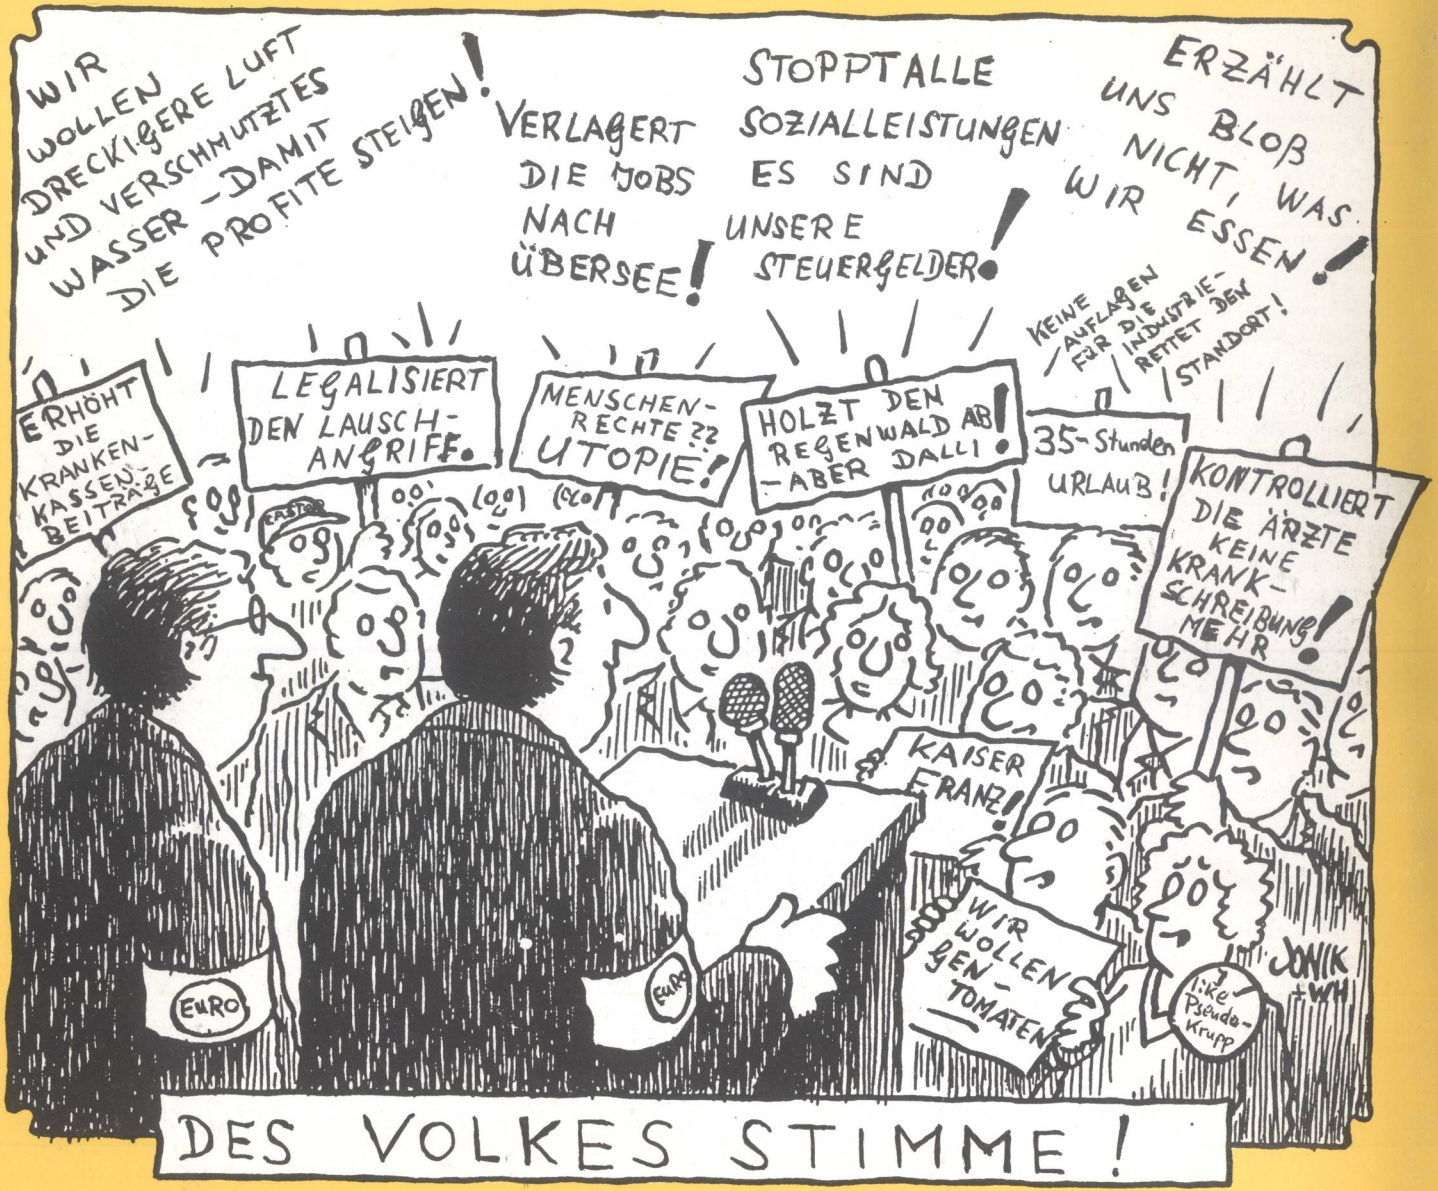 WIR
WOLLEN
DRECKIGERE LUFT
UND VERSCHMUTZTES
WASSER - DAMIT
DIE PROFITE STEIGEN!
VERLAGERT
DIE JOBS
NACH
ÜBERSEE!
STOPPT ALLE
SOZIALLEISTUNGEN
ES SIND
UNSERE
STEUERGELDER!
ERZÄHLT
UNS BLOß
NICHT, WAS
WIR ESSEN!
KEINE
AUFLAGEN
FÜR DIE
INDUSTRIE-
RETTET DEN
STANDORT!
ERHÖHT
DIE
KRANKEN-
KASSEN-
BEITRÄGE
LEGALISIERT
DEN LAUSCH-
ANGRIFF.
MENSCHEN-
RECHTE??
UTOPIE!
HOLZT DEN
REGENWALD AB!
- ABER DALLI!
35-Stunden
URLAUB!
KONTROLLIERT
DIE ÄRZTE
KEINE
KRANK-
SCHREIBUNG
MEHR!
CASTOR
KAISER
FRANZ!
WIR
WOLLEN
GEN-
TOMATEN
I
like
Pseudo-
Krupp
JONIK
+WH
EURO
EURO
DES VOLKES STIMME!